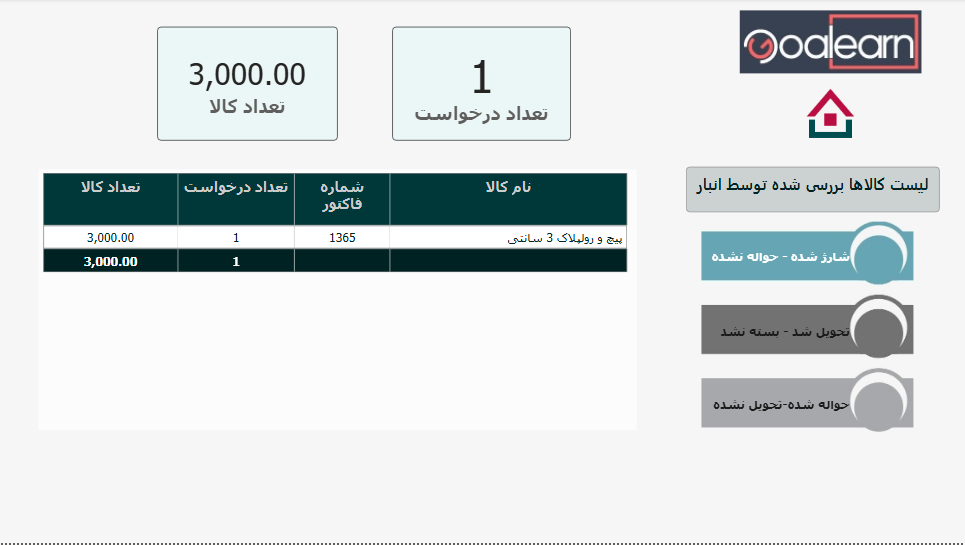 Goalearn
3,000.00
تعداد کالا
1
تعداد درخواست
لیست کالاها بررسی شده توسط انبار
شارژ شده - حواله نشده
تحویل شد - بسته نشد
حواله شده-تحویل نشده
نام کالا
شماره
فاکتور
تعداد درخواست
تعداد کالا
پیچ و رولپلاک 3 سانتی
1365
1
3,000.00
1
3,000.00